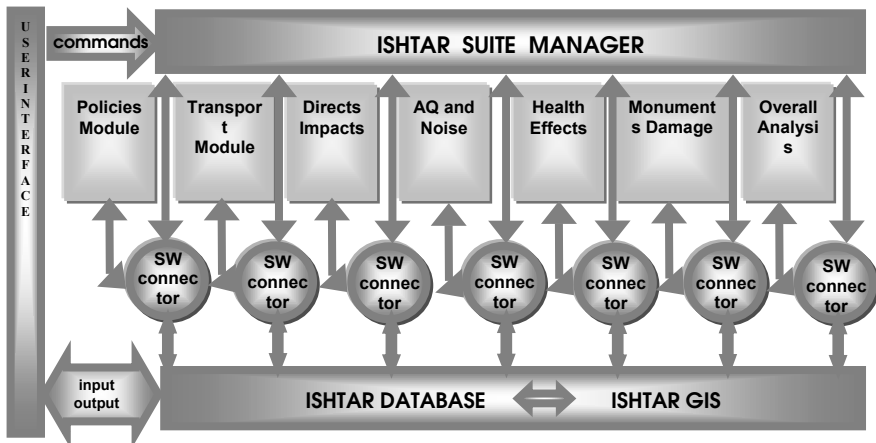 USERINTERFACE
commands
ISHTAR SUITE MANAGER
Policies
Module
Transpor
t
Module
Directs
Impacts
AQ and
Noise
Health
Effects
Monument
s Damage
Overall
Analysi
s
SW
connec
tor
SW
connec
tor
SW
connec
tor
SW
connec
tor
SW
connec
tor
SW
connec
tor
SW
connec
tor
input
output
ISHTAR DATABASE
ISHTAR GIS